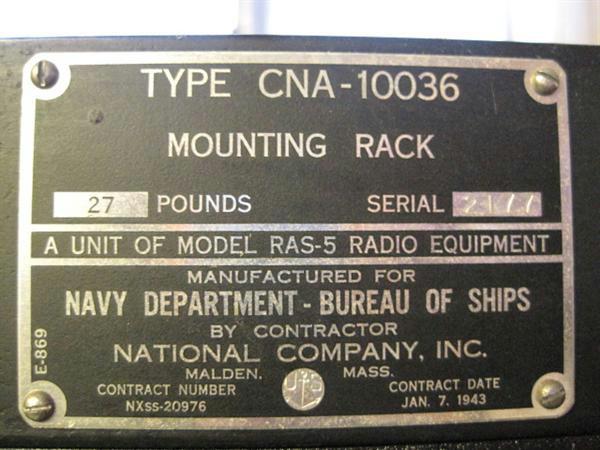 TYPE CNA-10036
MOUNTING RACK
27 POUNDS SERIAL 2177
A UNIT OF MODEL RAS-5 RADIO EQUIPMENT
MANUFACTURED FOR
NAVY DEPARTMENT - BUREAU OF SHIPS
BY CONTRACTOR
NATIONAL COMPANY, INC.
MALDEN, MASS.
CONTRACT NUMBER U S CONTRACT DATE
NXss-20976 JAN. 7, 1943
E-869